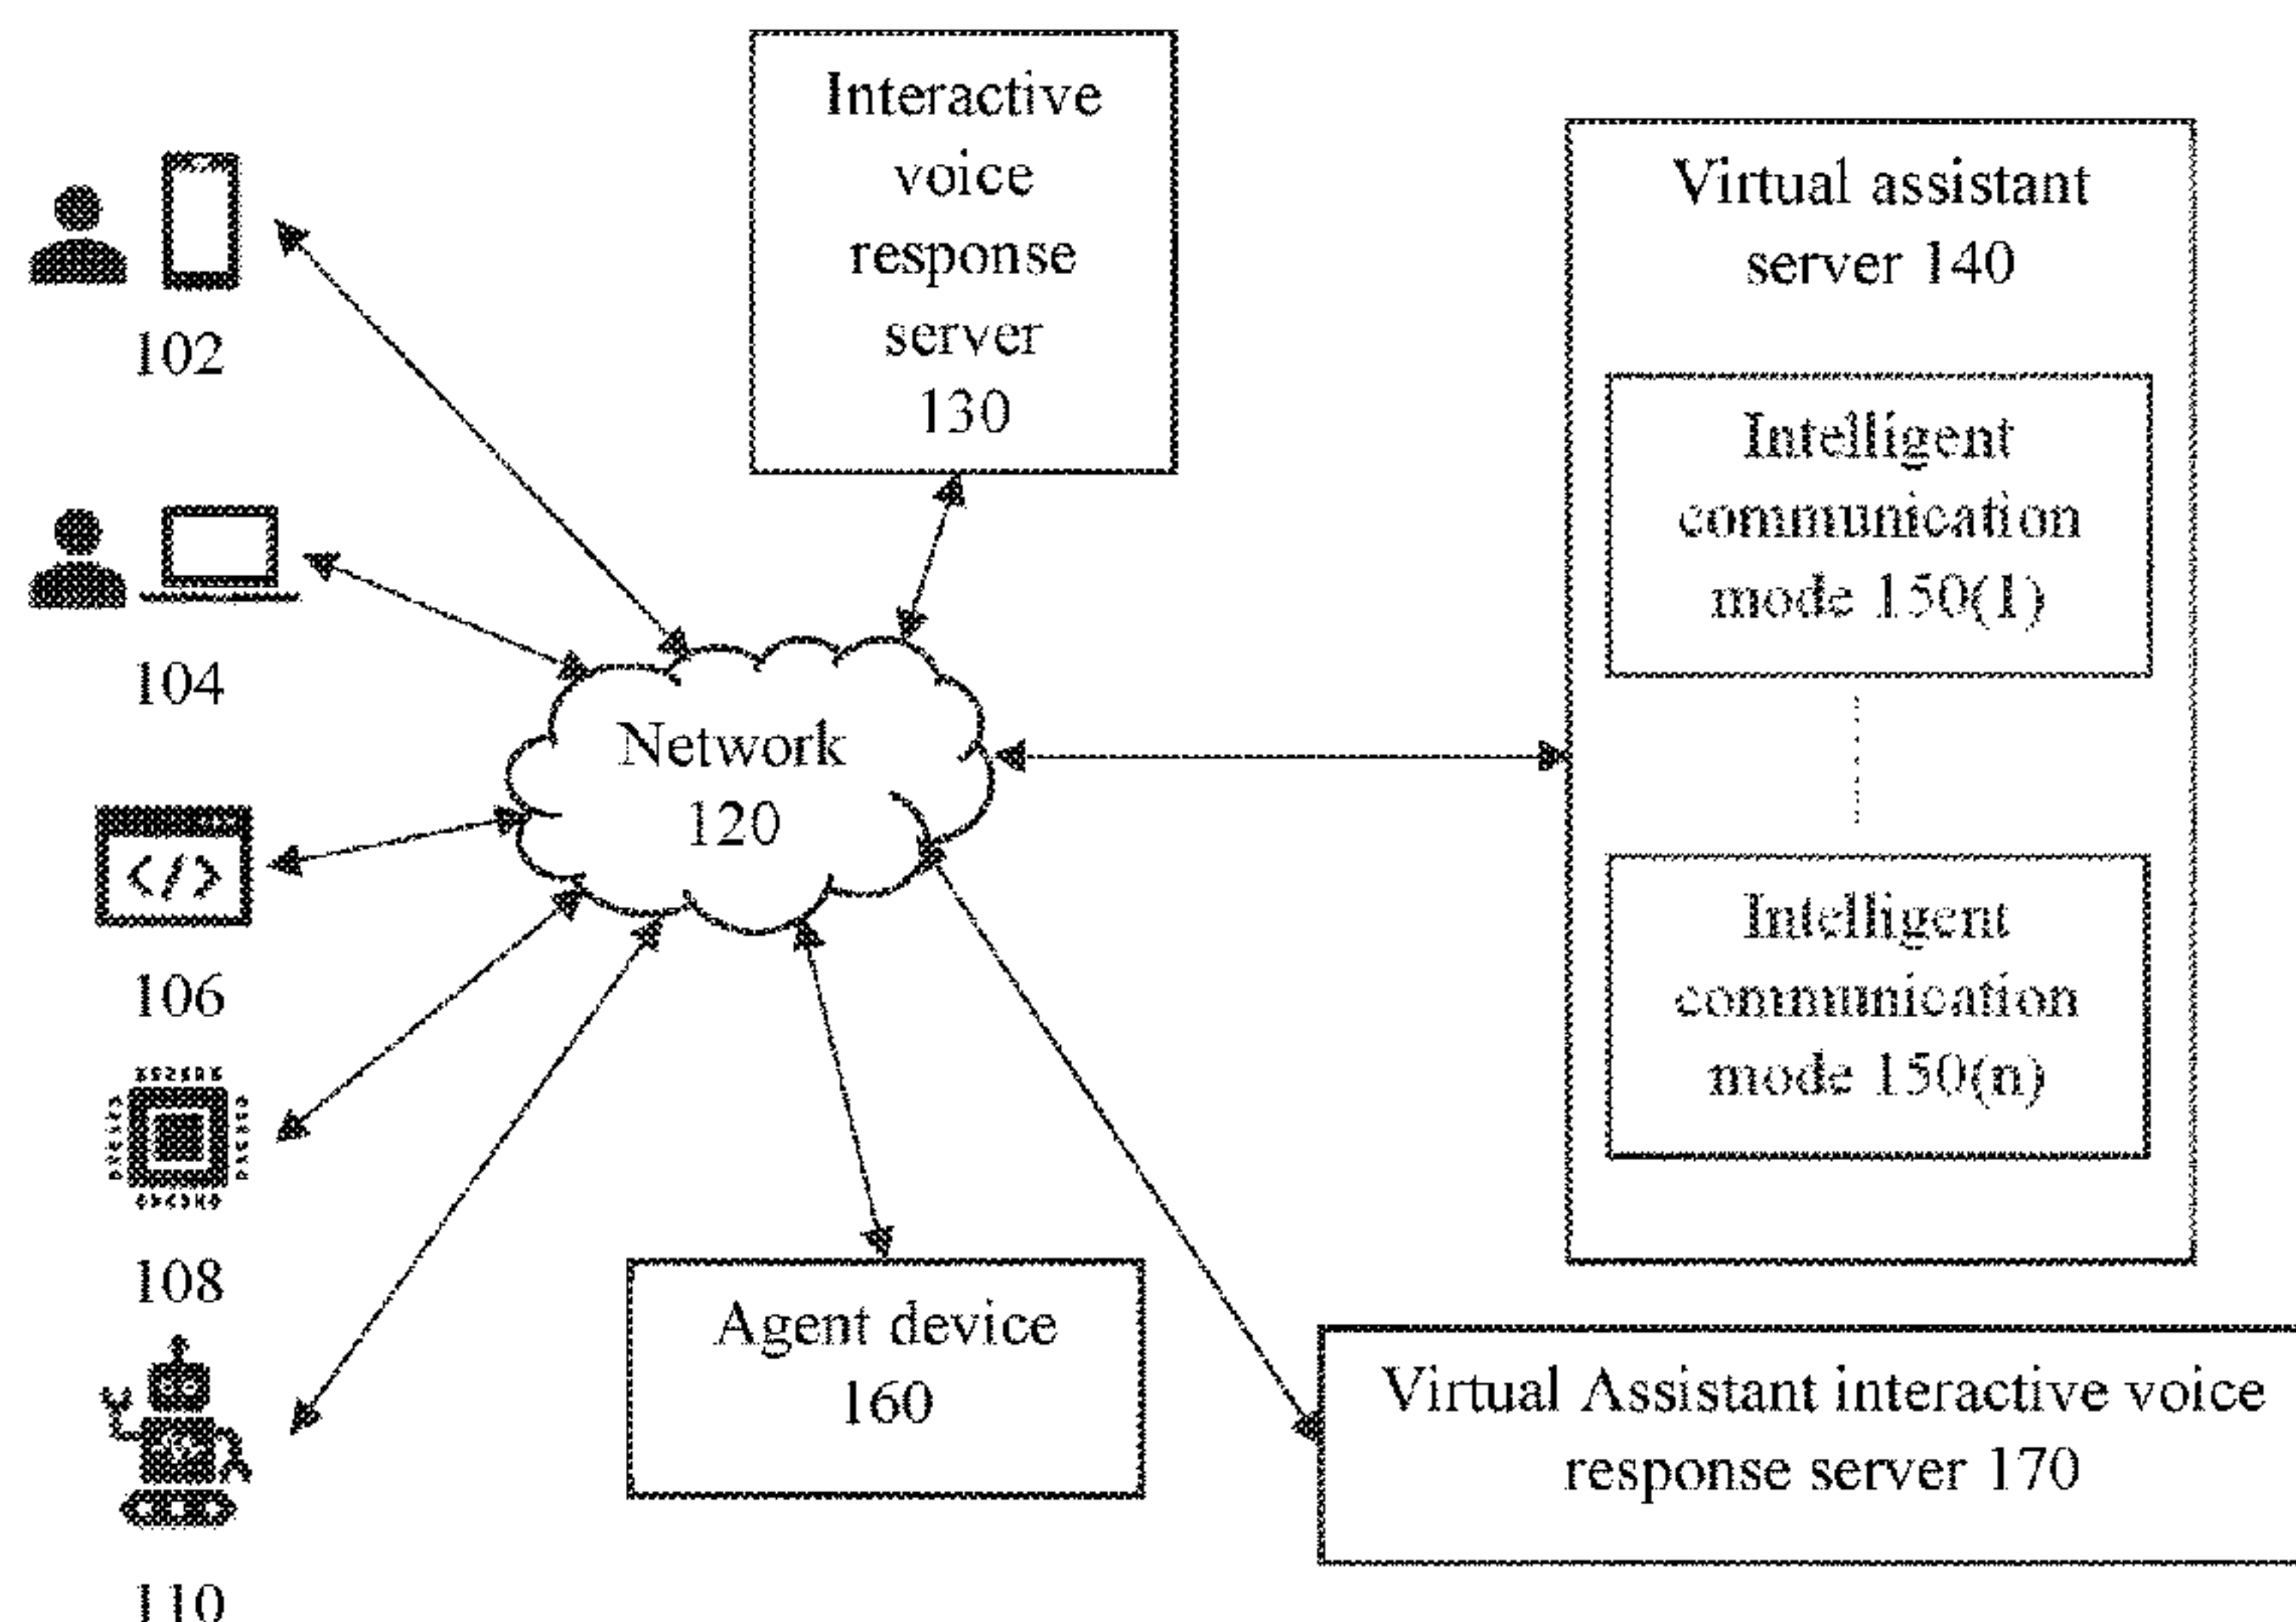 Interactive
voice
response
server
130
Virtual assistant
server 140
Intelligent
communication
mode 150(1)
Intelligent
communication
mode 150(n)
102
104
</>
106
108
110
Network
120
Agent device
160
Virtual Assistant interactive voice
response server 170